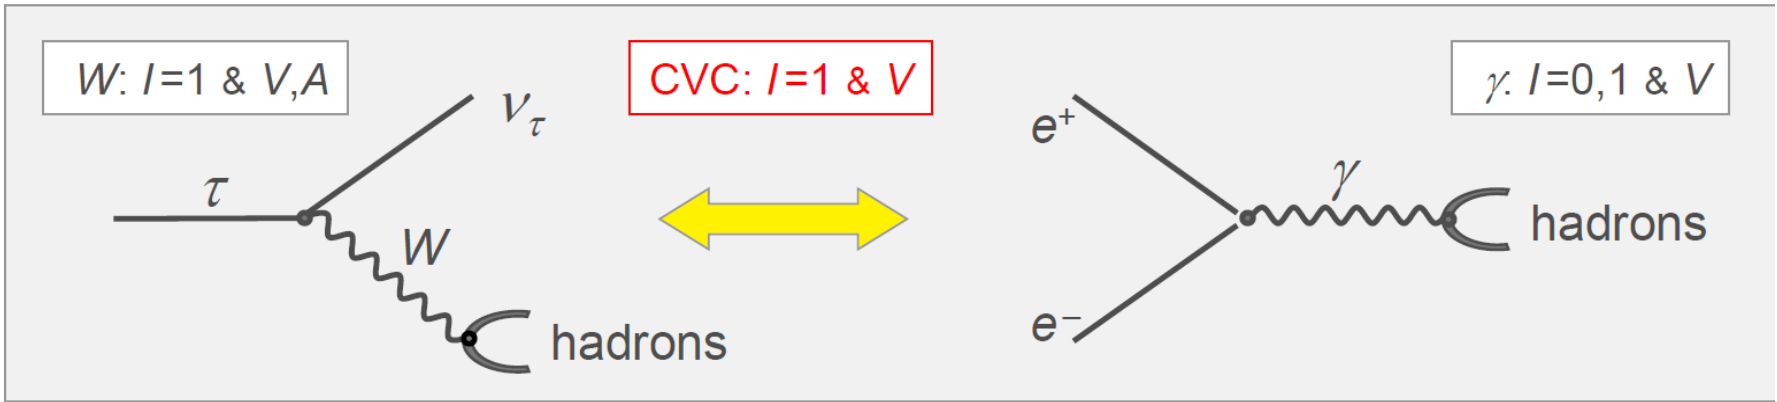 W: I=1 & V,A
CVC: I=1 & V
γ: I=0,1 & V
ν_τ
e⁺
τ
γ
W
hadrons
e⁻
hadrons